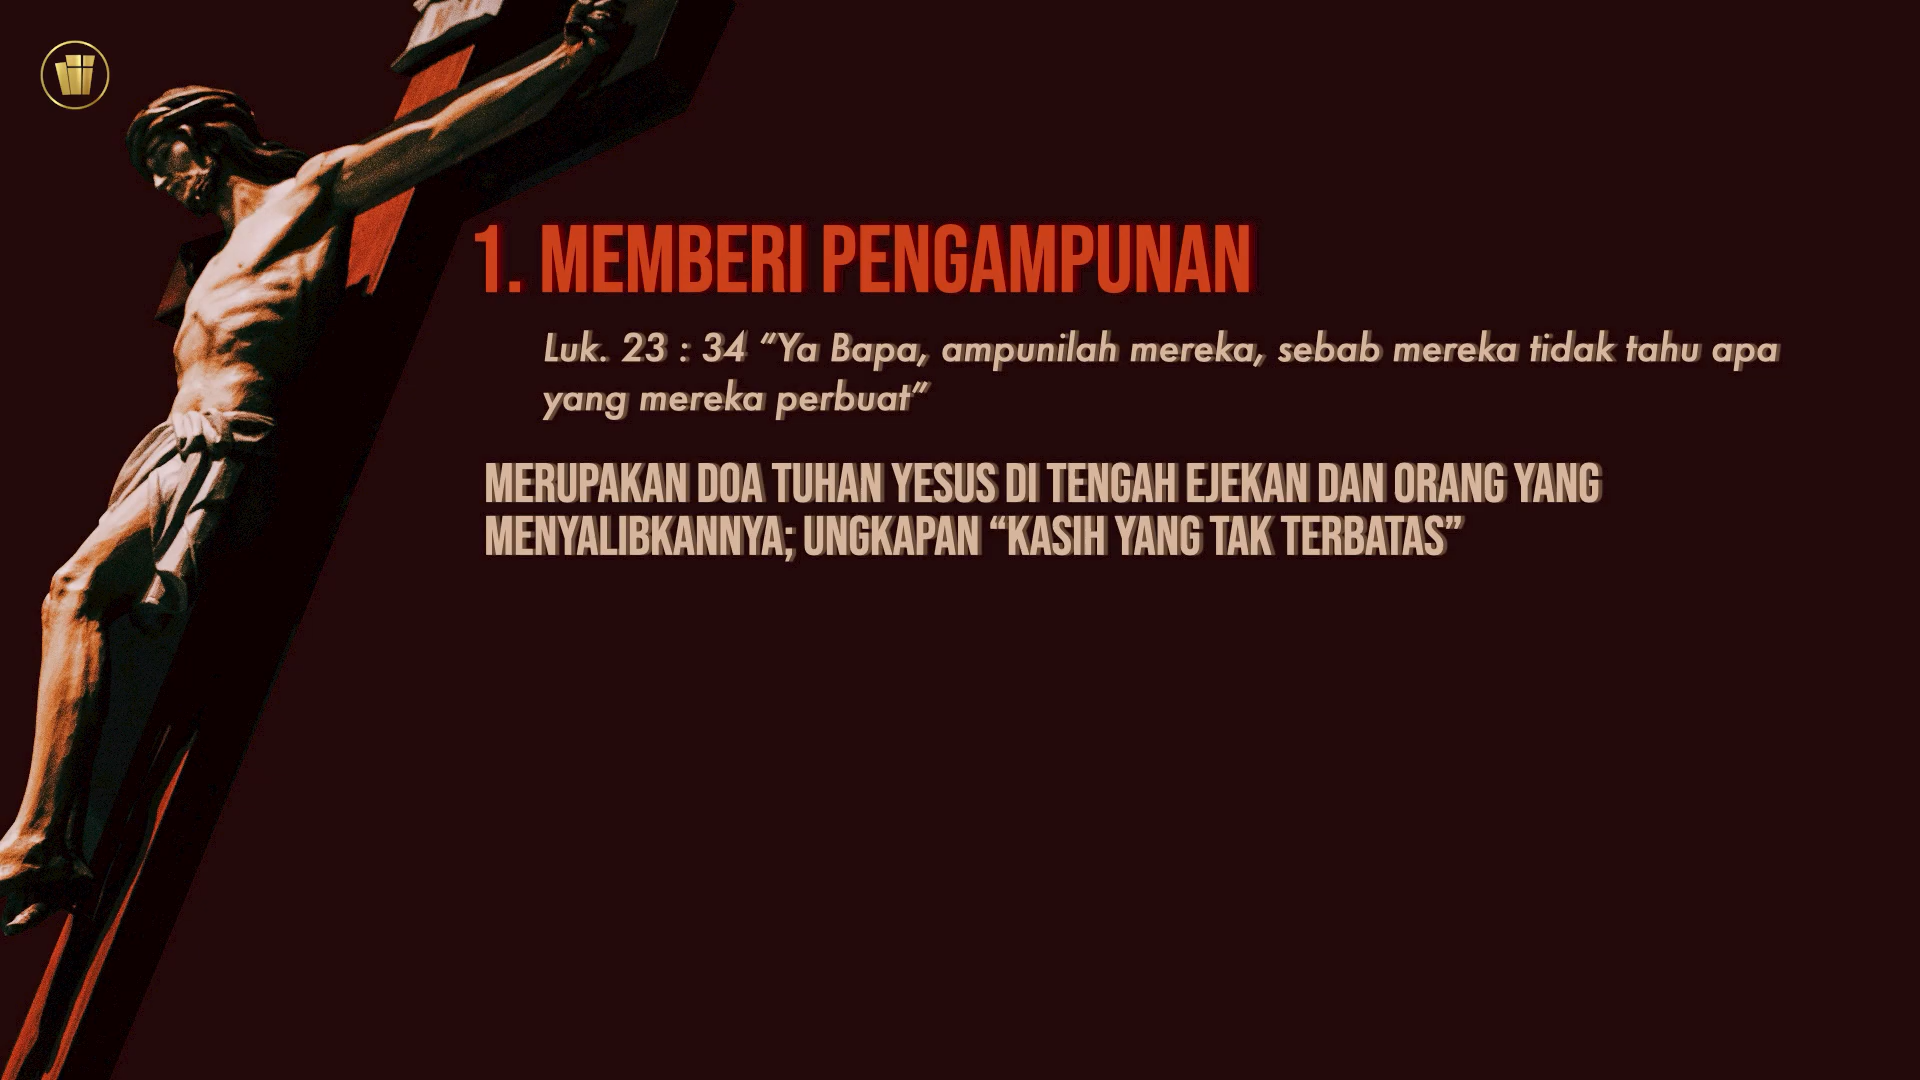 1. MEMBERI PENGAMPUNAN
Luk. 23 : 34 “Ya Bapa, ampunilah mereka, sebab mereka tidak tahu apa
yang mereka perbuat”
MERUPAKAN DOA TUHAN YESUS DI TENGAH EJEKAN DAN ORANG YANG
MENYALIBKANNYA; UNGKAPAN “KASIH YANG TAK TERBATAS”